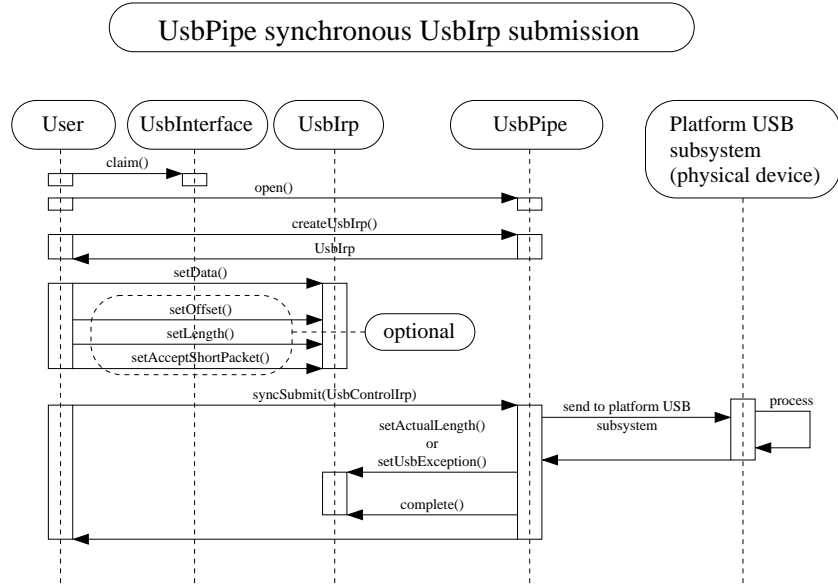 UsbPipe synchronous UsbIrp submission
User
UsbInterface
UsbIrp
UsbPipe
Platform USB
subsystem
(physical device)
claim()
open()
createUsbIrp()
UsbIrp
setData()
setOffset()
setLength()
setAcceptShortPacket()
optional
syncSubmit(UsbControlIrp)
send to platform USB
subsystem
process
setActualLength()
or
setUsbException()
complete()